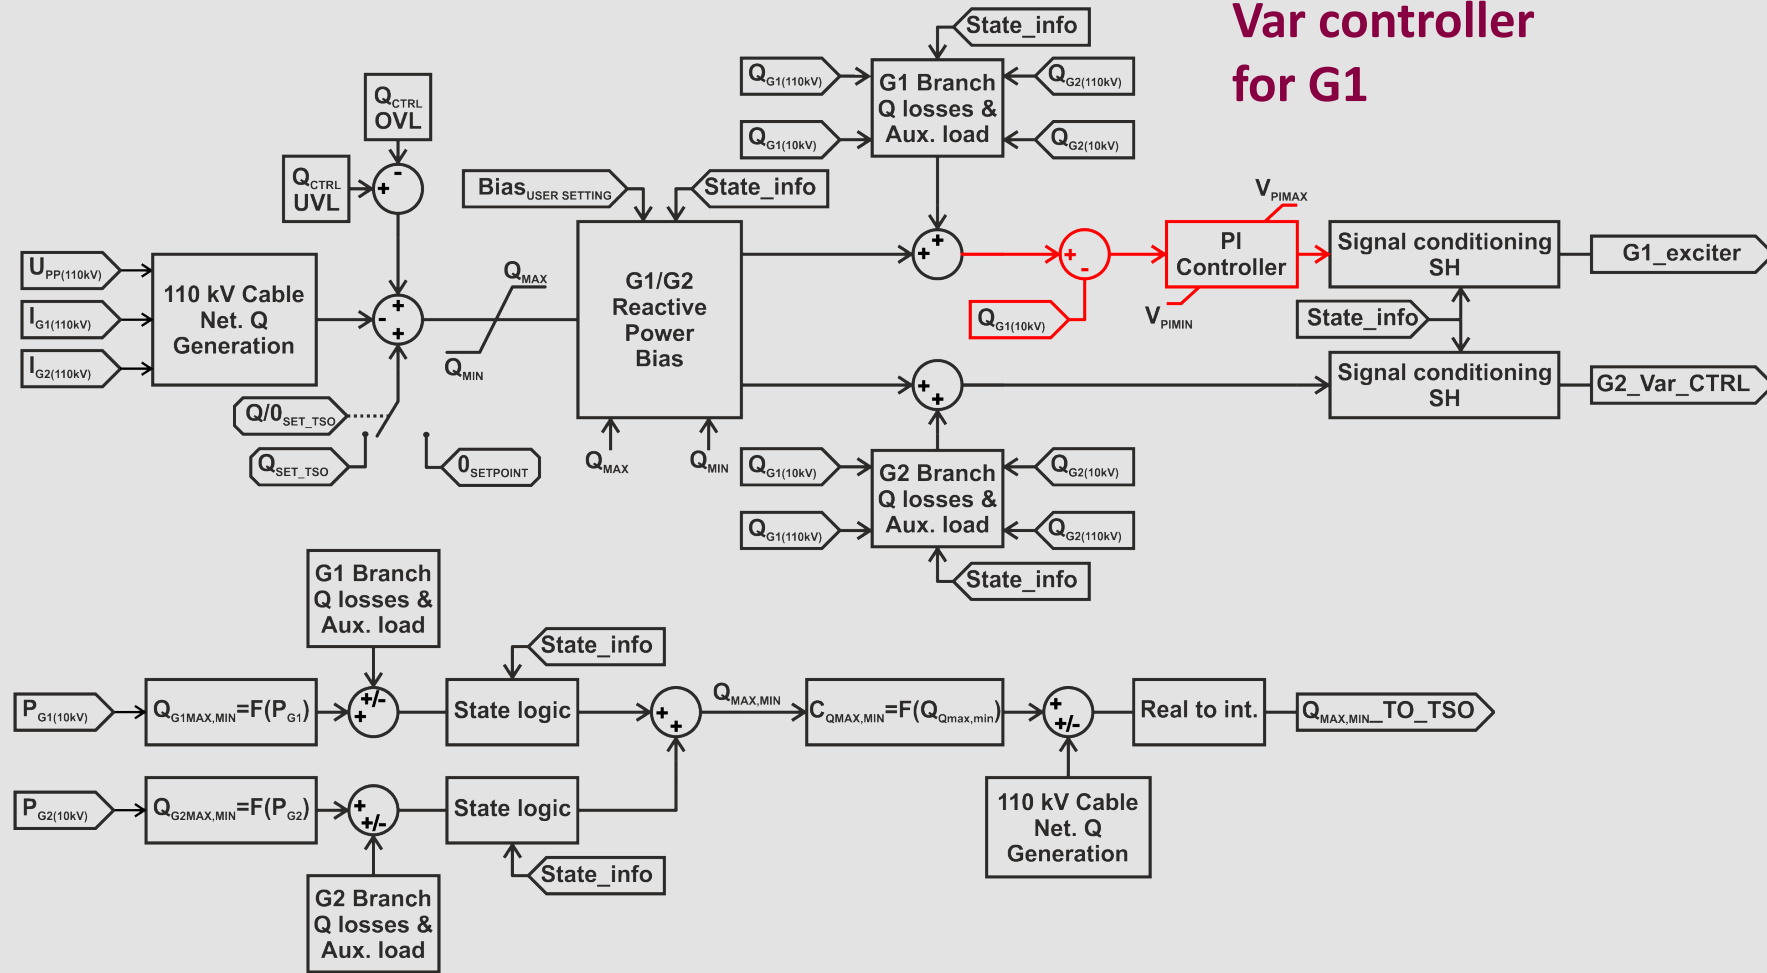 Var controller
for G1
State_info
QG1(110kV)
G1 Branch
Q losses &
Aux. load
QG2(110kV)
QG1(10kV)
QG2(10kV)
QCTRL
OVL
-
+
QCTRL
UVL
BiasUSER SETTING
State_info
UPP(110kV)
IG1(110kV)
IG2(110kV)
110 kV Cable
Net. Q
Generation
+
-
+
QMAX
QMIN
G1/G2
Reactive
Power
Bias
QMAX
QMIN
+
+
+
-
QG1(10kV)
VPIMAX
PI
Controller
VPIMIN
Signal conditioning
SH
G1_exciter
State_info
Signal conditioning
SH
G2_Var_CTRL
+
+
Q/0SET_TSO
QSET_TSO
0SETPOINT
QG1(10kV)
G2 Branch
Q losses &
Aux. load
QG2(10kV)
QG1(110kV)
QG2(110kV)
State_info
G1 Branch
Q losses &
Aux. load
State_info
PG1(10kV)
QG1MAX,MIN=F(PG1)
+/-
+
State logic
+
+
QMAX,MIN
CQMAX,MIN=F(QQmax,min)
+
+/-
Real to int.
QMAX,MIN_TO_TSO
PG2(10kV)
QG2MAX,MIN=F(PG2)
+
+/-
State logic
State_info
110 kV Cable
Net. Q
Generation
G2 Branch
Q losses &
Aux. load